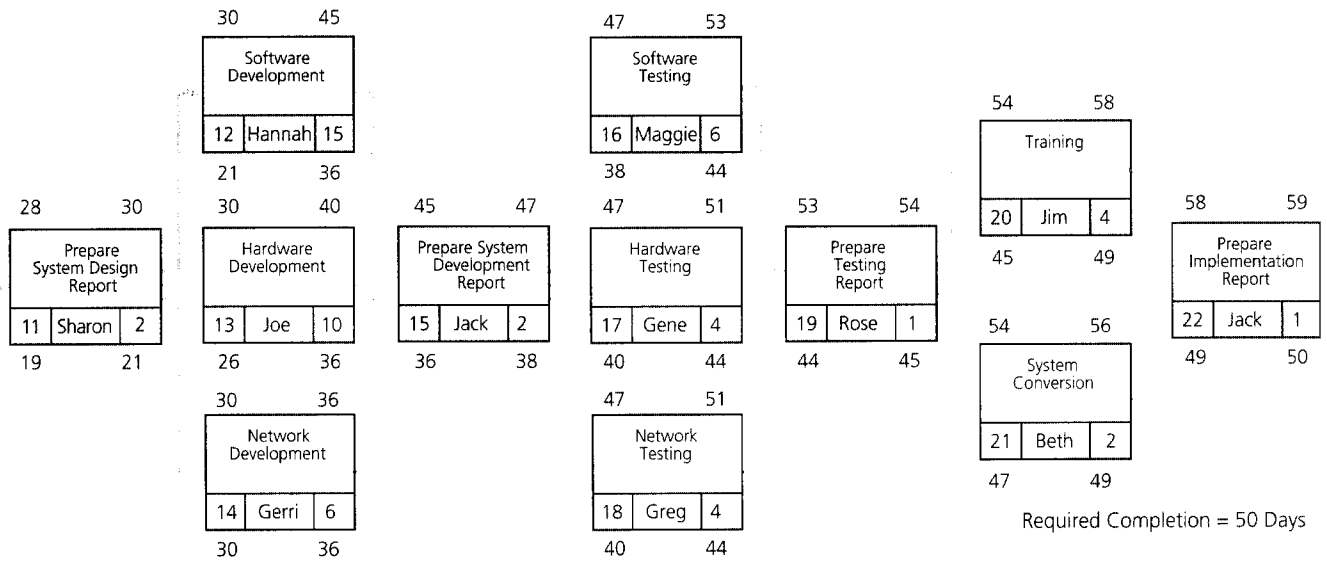 30 45
Software
Development
12 Hannah 15
21 36
47 53
Software
Testing
16 Maggie 6
38 44
54 58
Training
20 Jim 4
45 49
28 30
Prepare
System Design
Report
11 Sharon 2
19 21
30 40
Hardware
Development
13 Joe 10
26 36
45 47
Prepare System
Development
Report
15 Jack 2
36 38
47 51
Hardware
Testing
17 Gene 4
40 44
53 54
Prepare
Testing
Report
19 Rose 1
44 45
58 59
Prepare
Implementation
Report
22 Jack 1
49 50
54 56
System
Conversion
21 Beth 2
47 49
30 36
Network
Development
14 Gerri 6
30 36
47 51
Network
Testing
18 Greg 4
40 44
Required Completion = 50 Days